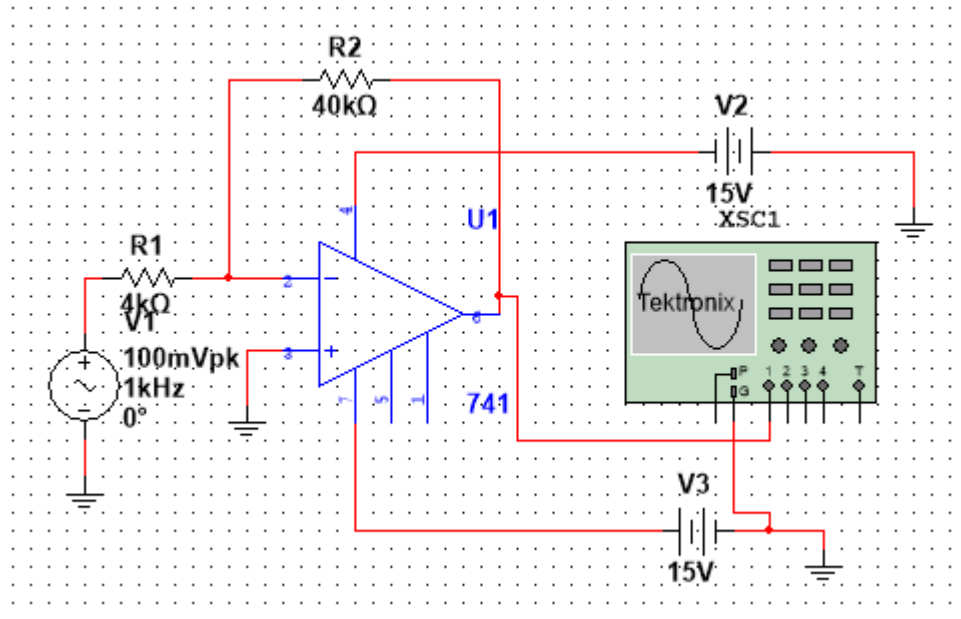 R2
40kΩ
V2
15V
XSC1
4
U1
R1
4kΩ
2
Tektronix
6
V1
100mVpk
1kHz
0°
3
P
G
1 2 3 4 T
7 5 1
741
V3
15V